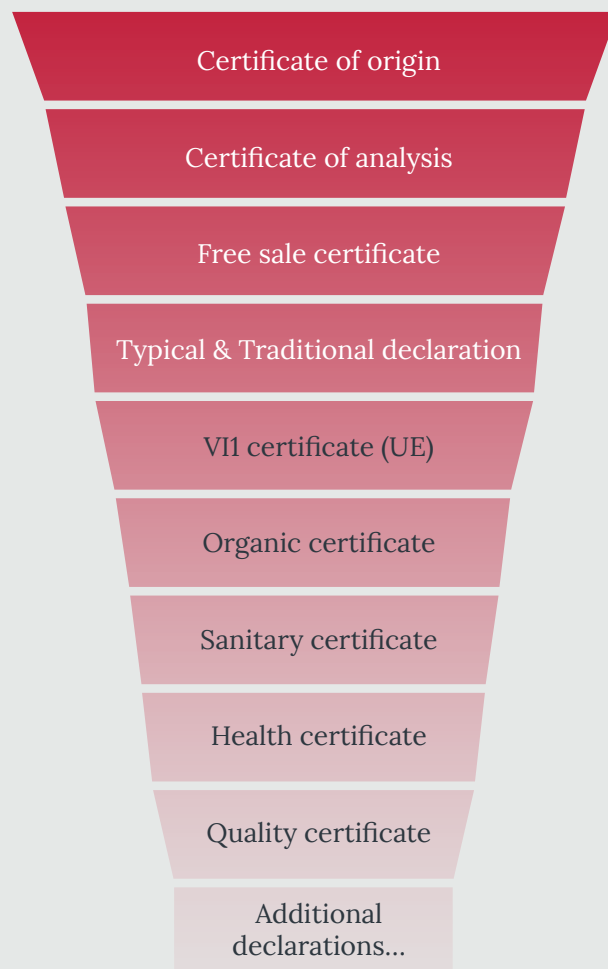 Certificate of origin
Certificate of analysis
Free sale certificate
Typical & Traditional declaration
VI1 certificate (UE)
Organic certificate
Sanitary certificate
Health certificate
Quality certificate
Additional
declarations...